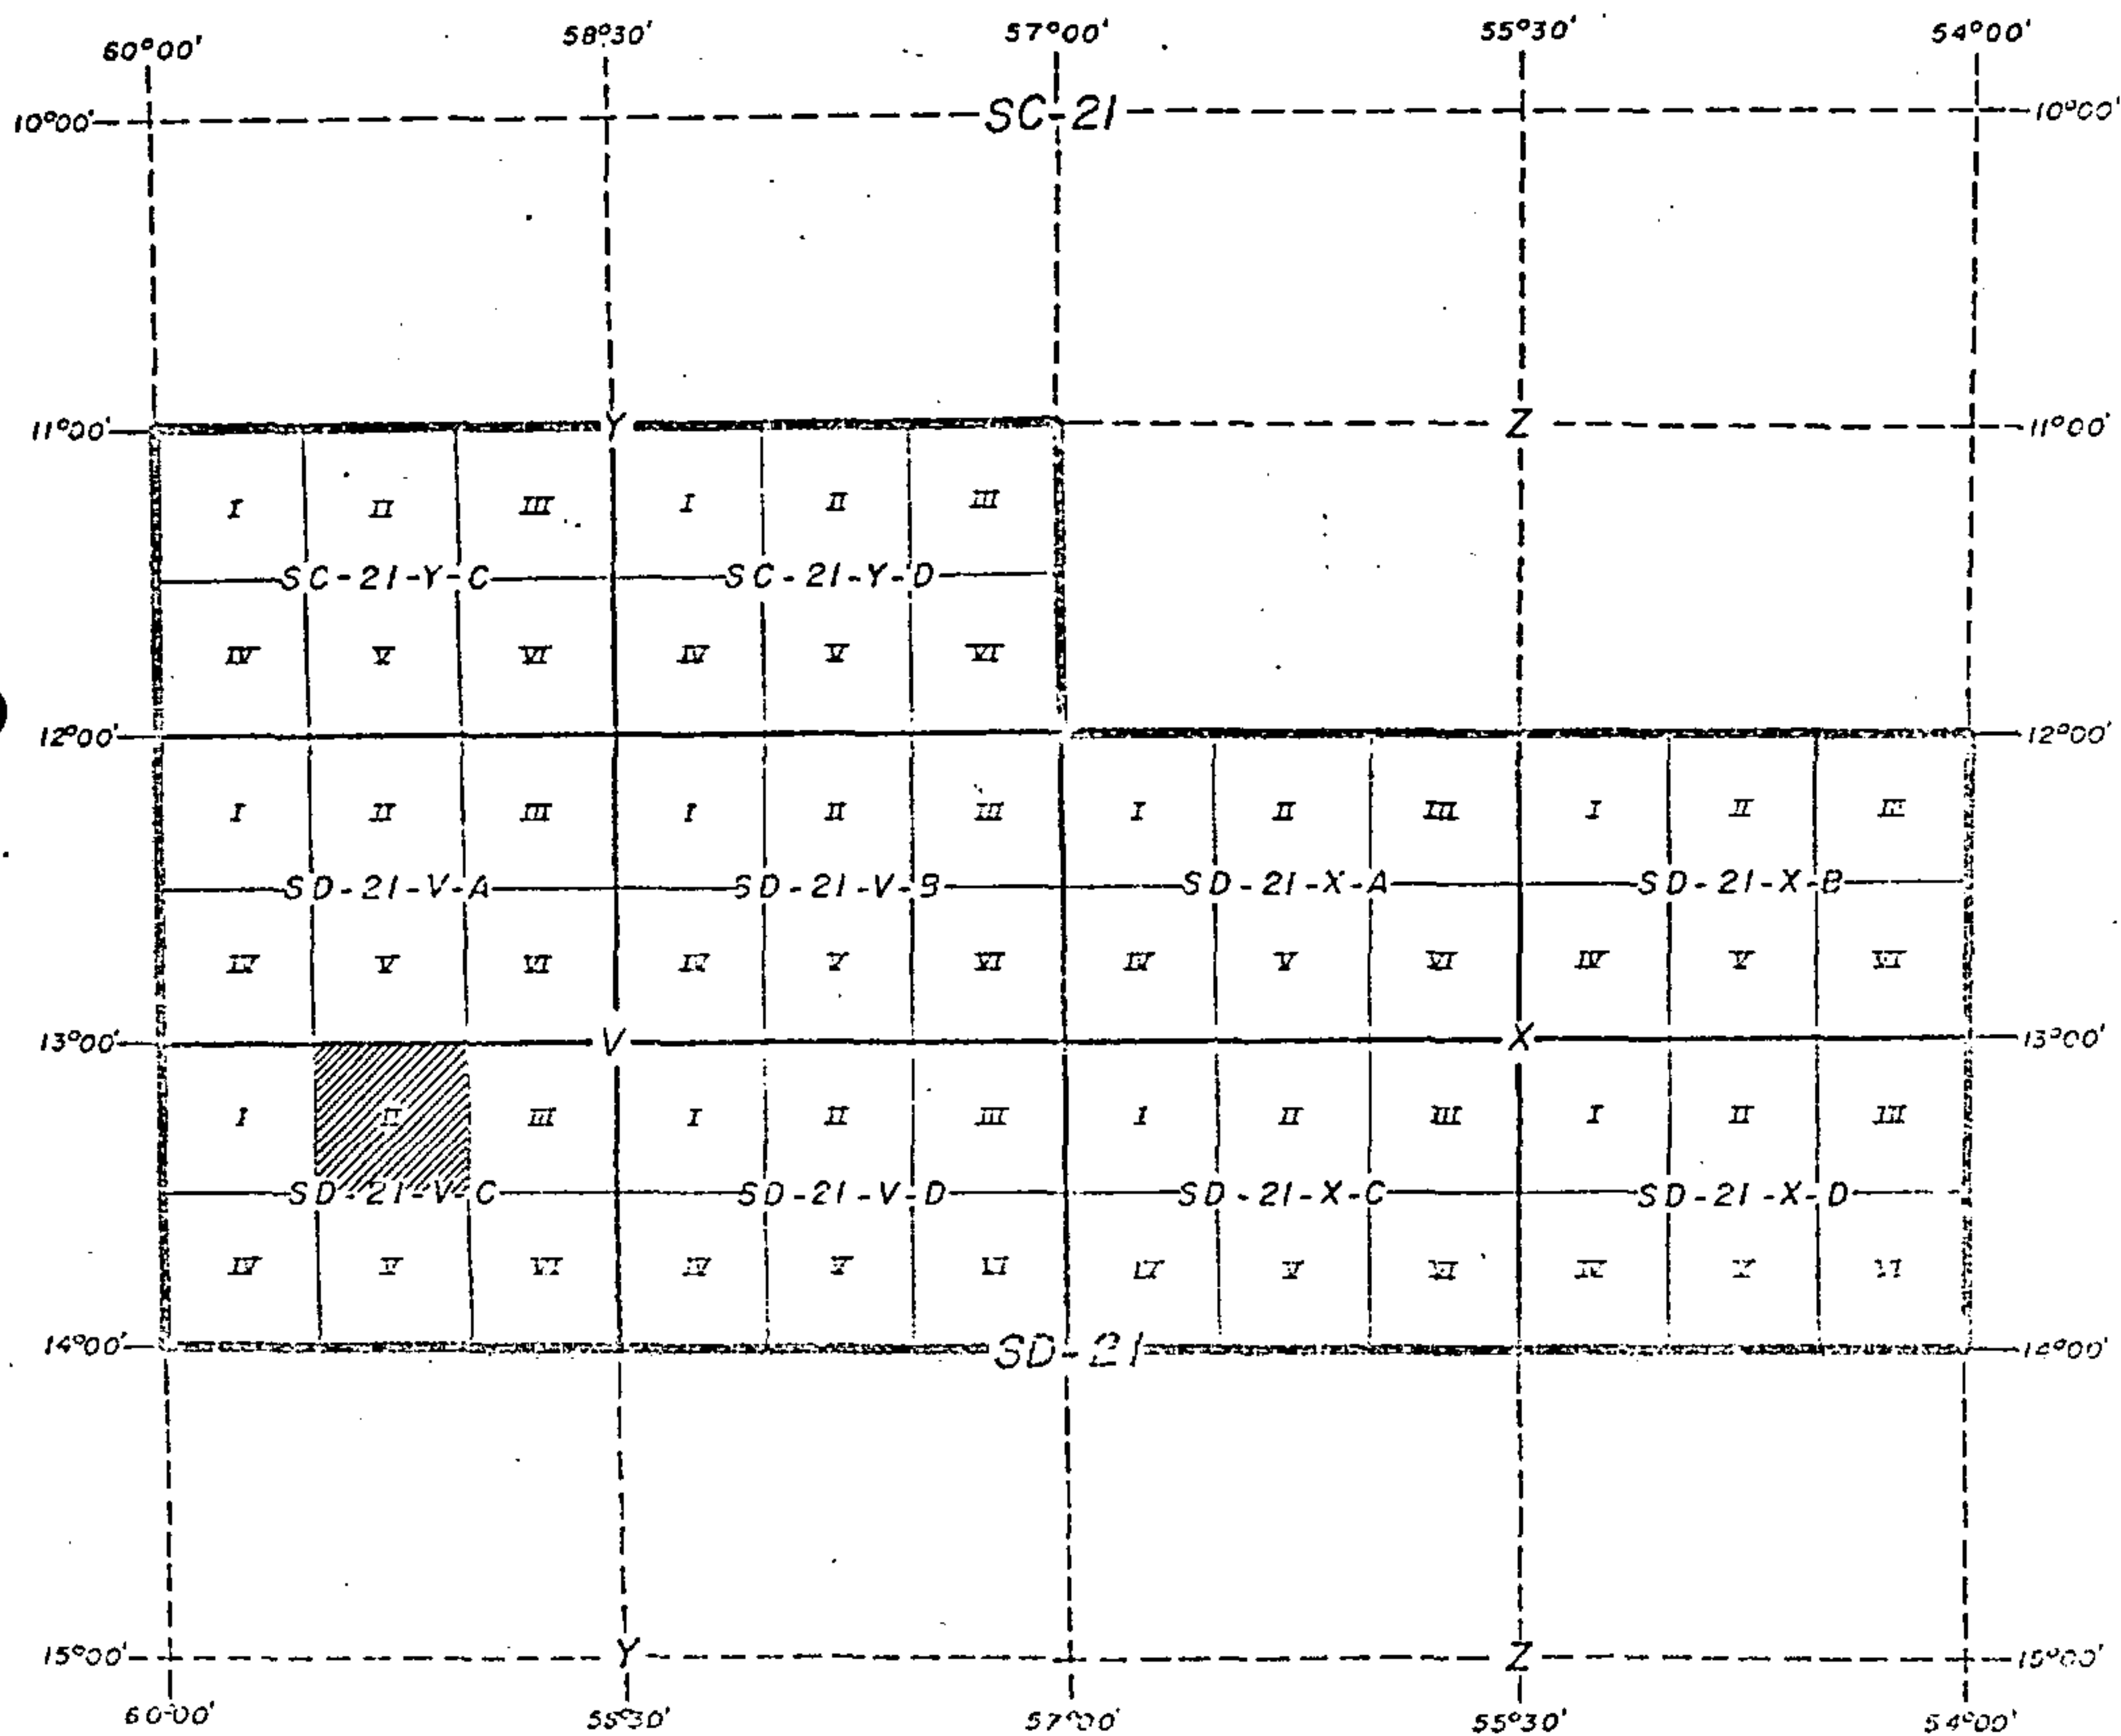 60°00' 58°30' 57°00' 55°30' 54°00'
10°00' SC-21 10°00'
11°00' Y Z 11°00'
I II III I II III
SC-21-Y-C SC-21-Y-D
IV V VI IV V VI
12°00' 12°00'
I II III I II III I II III I II III
SD-21-V-A SD-21-V-B SD-21-X-A SD-21-X-B
IV V VI IV V VI IV V VI IV V VI
13°00' V X 13°00'
I II III I II III I II III I II III
SD-21-V-C SD-21-V-D SD-21-X-C SD-21-X-D
IV V VI IV V VI IV V VI IV V VI
14°00' SD-21 14°00'
15°00' Y Z 15°00'
60°00' 58°30' 57°00' 55°30' 54°00'